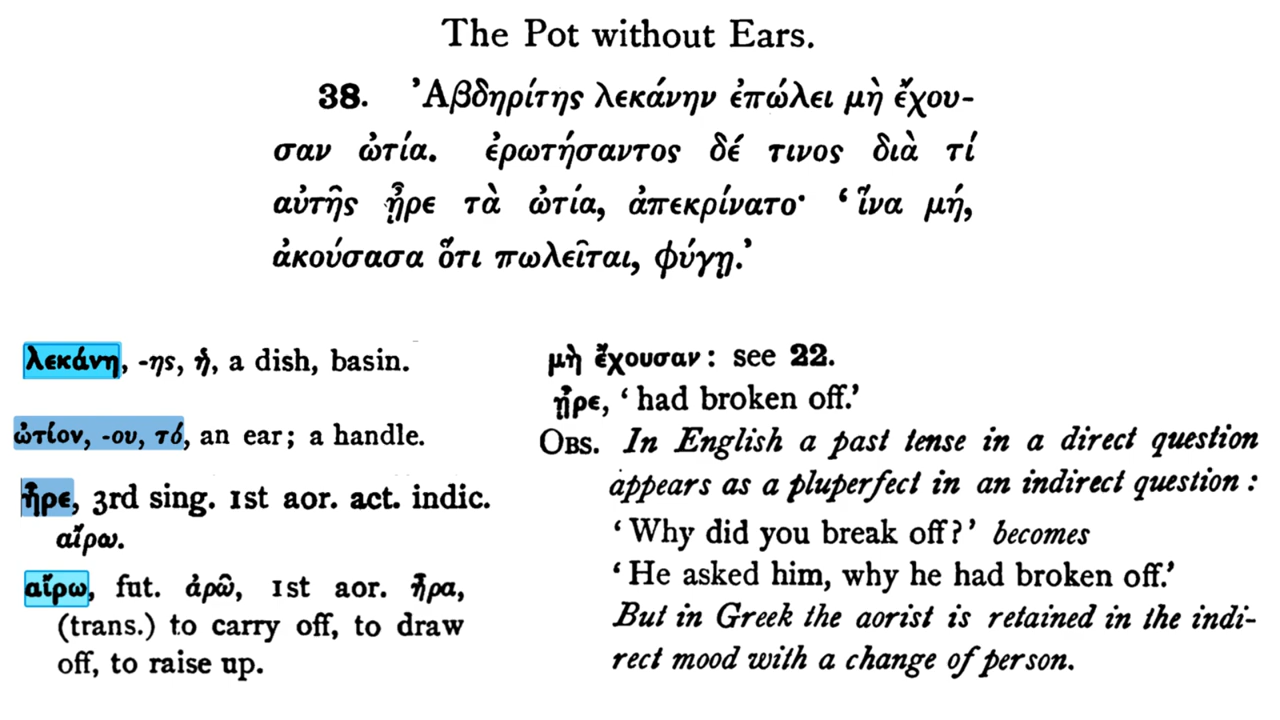 The Pot without Ears.
38. Ἀβδηρίτης λεκάνην ἐπώλει μὴ ἔχου-
σαν ὠτία. ἐρωτήσαντος δέ τινος διὰ τί
αὐτῆς ᾖρε τὰ ὠτία, ἀπεκρίνατο· ‘ ἵνα μή,
ἀκούσασα ὅτι πωλεῖται, φύγῃ.’
λεκάνη, -ης, ἡ, a dish, basin.
ὠτίον, -ου, τό, an ear; a handle.
ᾖρε, 3rd sing. 1st aor. act. indic.
αἴρω.
αἴρω, fut. ἀρῶ, 1st aor. ἦρα,
(trans.) to carry off, to draw
off, to raise up.
μὴ ἔχουσαν: see 22.
ᾖρε, ‘ had broken off.’
OBS. In English a past tense in a direct question
appears as a pluperfect in an indirect question :
‘ Why did you break off?’ becomes
‘ He asked him, why he had broken off.’
But in Greek the aorist is retained in the indi-
rect mood with a change of person.